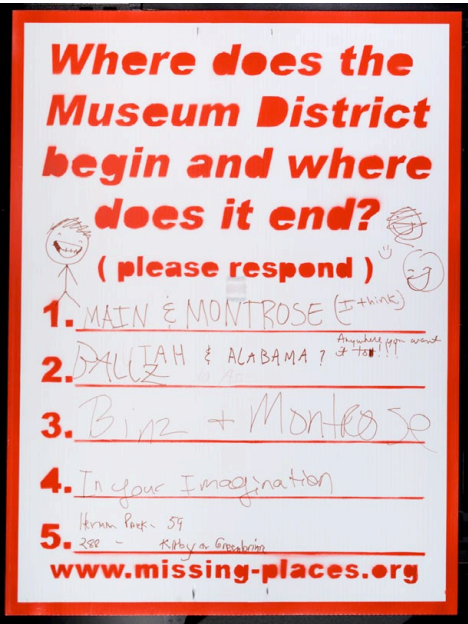 Where does the
Museum District
begin and where
does it end?
( please respond )
1. MAIN & MONTROSE (I think)
Anywhere you want
it to!!!
2. & ALABAMA ?
3. Binz + Montrose
4. In your Imagination
Herman Park - 59
5. 288 - Kirby or Greenbriar
www.missing-places.org